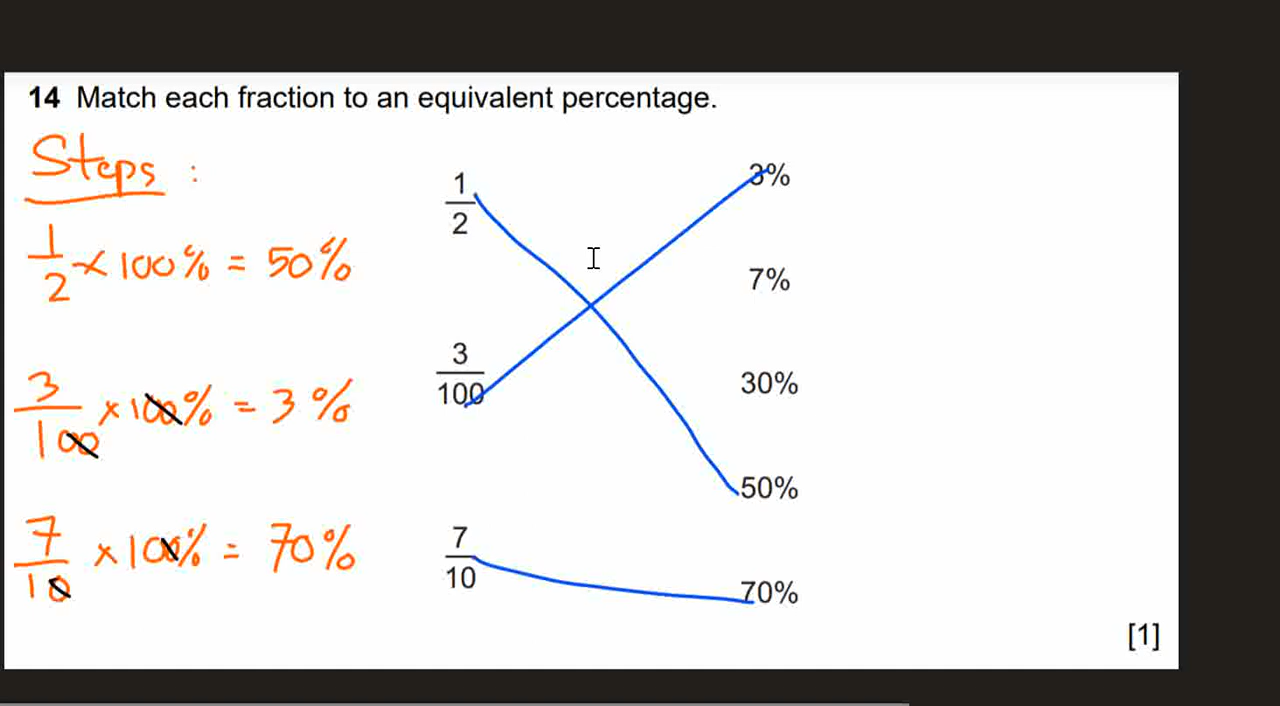 14 Match each fraction to an equivalent percentage.
Steps :
1/2 × 100% = 50%
3/100 × 100% = 3%
7/10 × 100% = 70%
1/2
3/100
7/10
3%
7%
30%
50%
70%
[1]